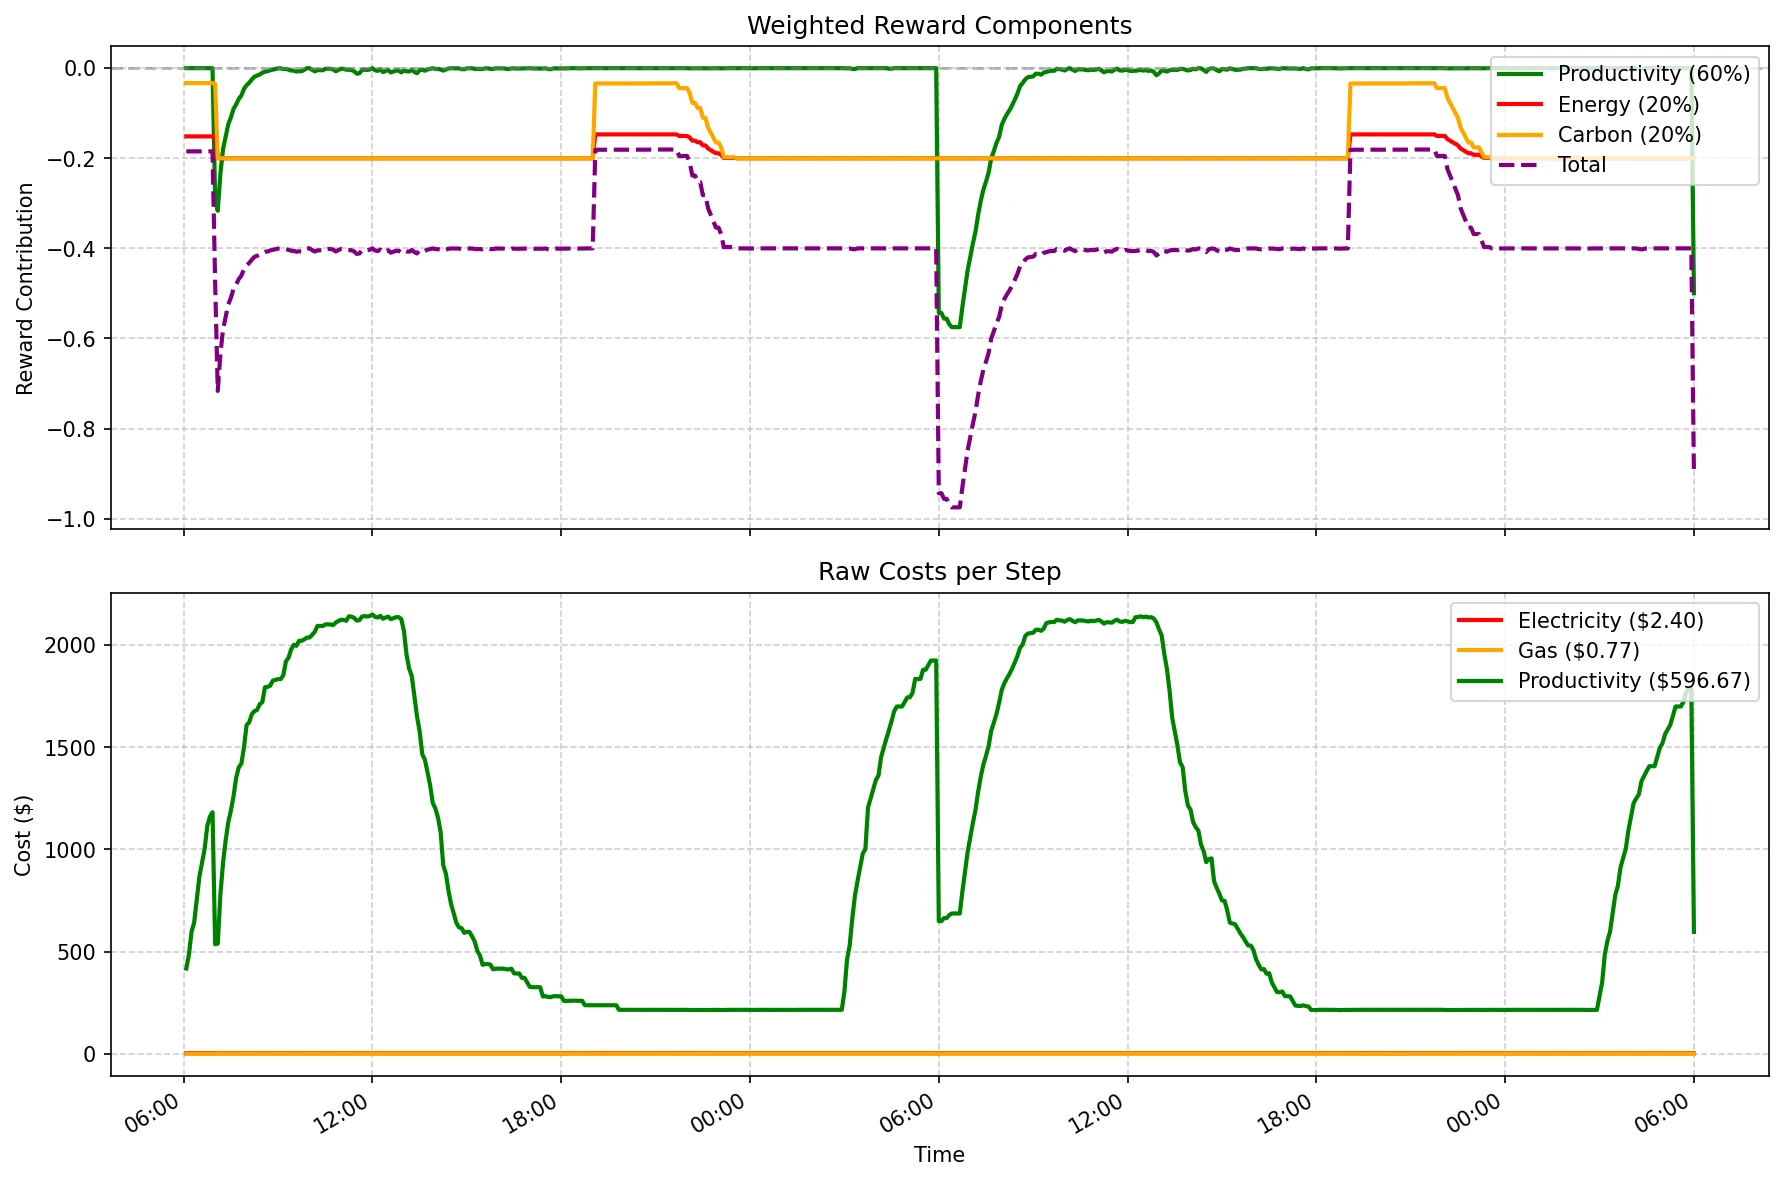 Weighted Reward Components
Reward Contribution
0.0
−0.2
−0.4
−0.6
−0.8
−1.0
Productivity (60%)
Energy (20%)
Carbon (20%)
Total
Raw Costs per Step
Cost ($)
2000
1500
1000
500
0
Electricity ($2.40)
Gas ($0.77)
Productivity ($596.67)
06:00
12:00
18:00
00:00
06:00
12:00
18:00
00:00
06:00
Time